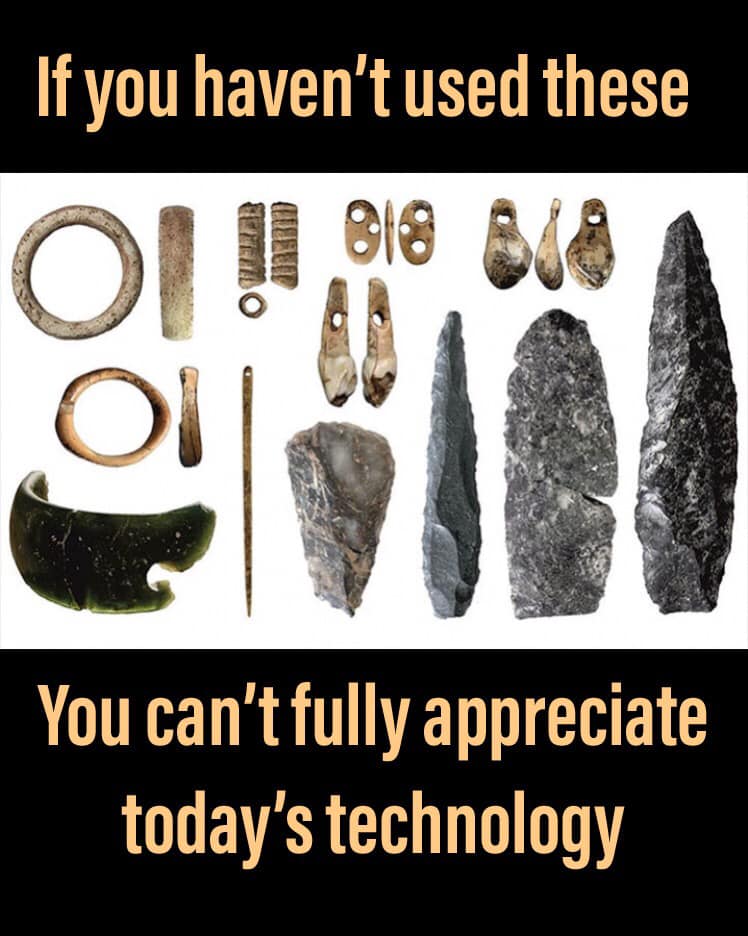 If you haven’t used these
You can’t fully appreciate
today’s technology